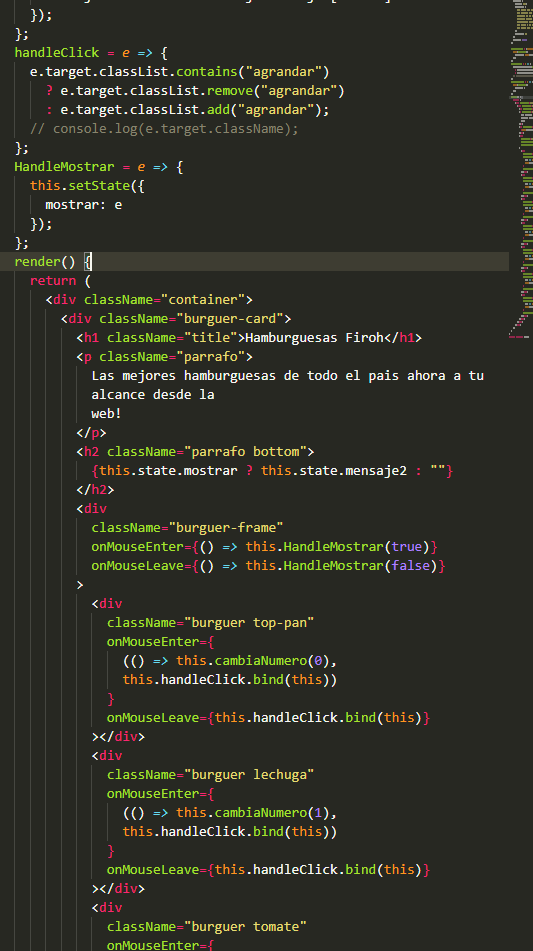 });
};
handleClick = e => {
e.target.classList.contains("agrandar")
? e.target.classList.remove("agrandar")
: e.target.classList.add("agrandar");
// console.log(e.target.className);
};
HandleMostrar = e => {
this.setState({
mostrar: e
});
};
render() {
return (
<div className="container">
<div className="burguer-card">
<h1 className="title">Hamburguesas Firoh</h1>
<p className="parrafo">
Las mejores hamburguesas de todo el pais ahora a tu
alcance desde la
web!
</p>
<h2 className="parrafo bottom">
{this.state.mostrar ? this.state.mensaje2 : ""}
</h2>
<div
className="burguer-frame"
onMouseEnter={() => this.HandleMostrar(true)}
onMouseLeave={() => this.HandleMostrar(false)}
>
<div
className="burguer top-pan"
onMouseEnter={
(() => this.cambiaNumero(0),
this.handleClick.bind(this))
}
onMouseLeave={this.handleClick.bind(this)}
></div>
<div
className="burguer lechuga"
onMouseEnter={
(() => this.cambiaNumero(1),
this.handleClick.bind(this))
}
onMouseLeave={this.handleClick.bind(this)}
></div>
<div
className="burguer tomate"
onMouseEnter={